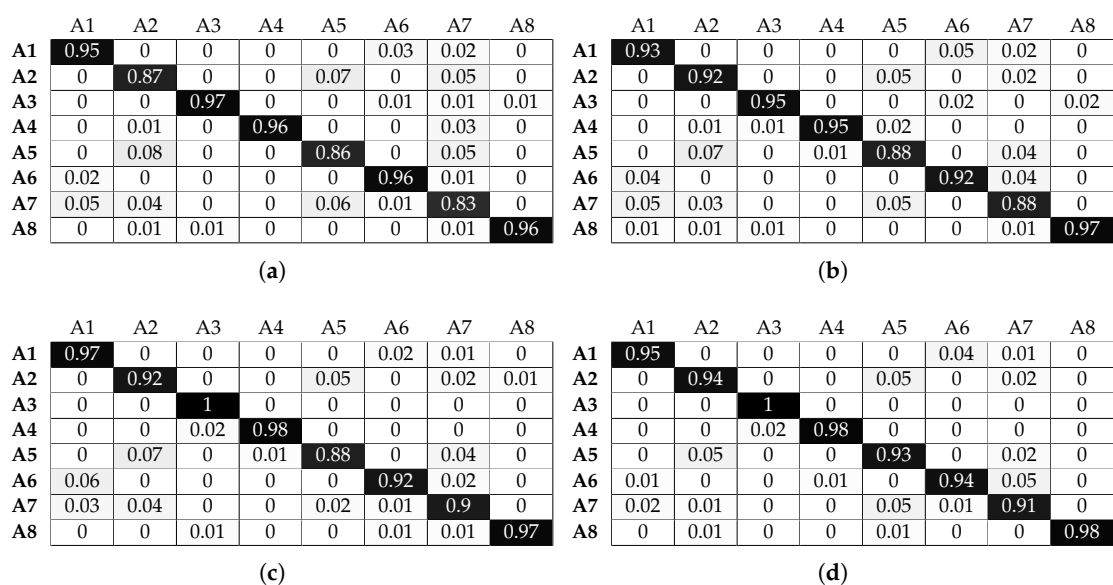 A1 A2 A3 A4 A5 A6 A7 A8
A1 0.95 0 0 0 0 0.03 0.02 0
A2 0 0.87 0 0 0.07 0 0.05 0
A3 0 0 0.97 0 0 0.01 0.01 0.01
A4 0 0.01 0 0.96 0 0 0.03 0
A5 0 0.08 0 0 0.86 0 0.05 0
A6 0.02 0 0 0 0 0.96 0.01 0
A7 0.05 0.04 0 0 0.06 0.01 0.83 0
A8 0 0.01 0.01 0 0 0 0.01 0.96
(a)
A1 A2 A3 A4 A5 A6 A7 A8
A1 0.93 0 0 0 0 0.05 0.02 0
A2 0 0.92 0 0 0.05 0 0.02 0
A3 0 0 0.95 0 0 0.02 0 0.02
A4 0 0.01 0.01 0.95 0.02 0 0 0
A5 0 0.07 0 0.01 0.88 0 0.04 0
A6 0.04 0 0 0 0 0.92 0.04 0
A7 0.05 0.03 0 0 0.05 0 0.88 0
A8 0.01 0.01 0.01 0 0 0 0.01 0.97
(b)
A1 A2 A3 A4 A5 A6 A7 A8
A1 0.97 0 0 0 0 0.02 0.01 0
A2 0 0.92 0 0 0.05 0 0.02 0.01
A3 0 0 1 0 0 0 0 0
A4 0 0 0.02 0.98 0 0 0 0
A5 0 0.07 0 0.01 0.88 0 0.04 0
A6 0.06 0 0 0 0 0.92 0.02 0
A7 0.03 0.04 0 0 0.02 0.01 0.9 0
A8 0 0 0.01 0 0 0.01 0.01 0.97
(c)
A1 A2 A3 A4 A5 A6 A7 A8
A1 0.95 0 0 0 0 0.04 0.01 0
A2 0 0.94 0 0 0.05 0 0.02 0
A3 0 0 1 0 0 0 0 0
A4 0 0 0.02 0.98 0 0 0 0
A5 0 0.05 0 0 0.93 0 0.02 0
A6 0.01 0 0 0.01 0 0.94 0.05 0
A7 0.02 0.01 0 0 0.05 0.01 0.91 0
A8 0 0.01 0 0 0.01 0 0 0.98
(d)